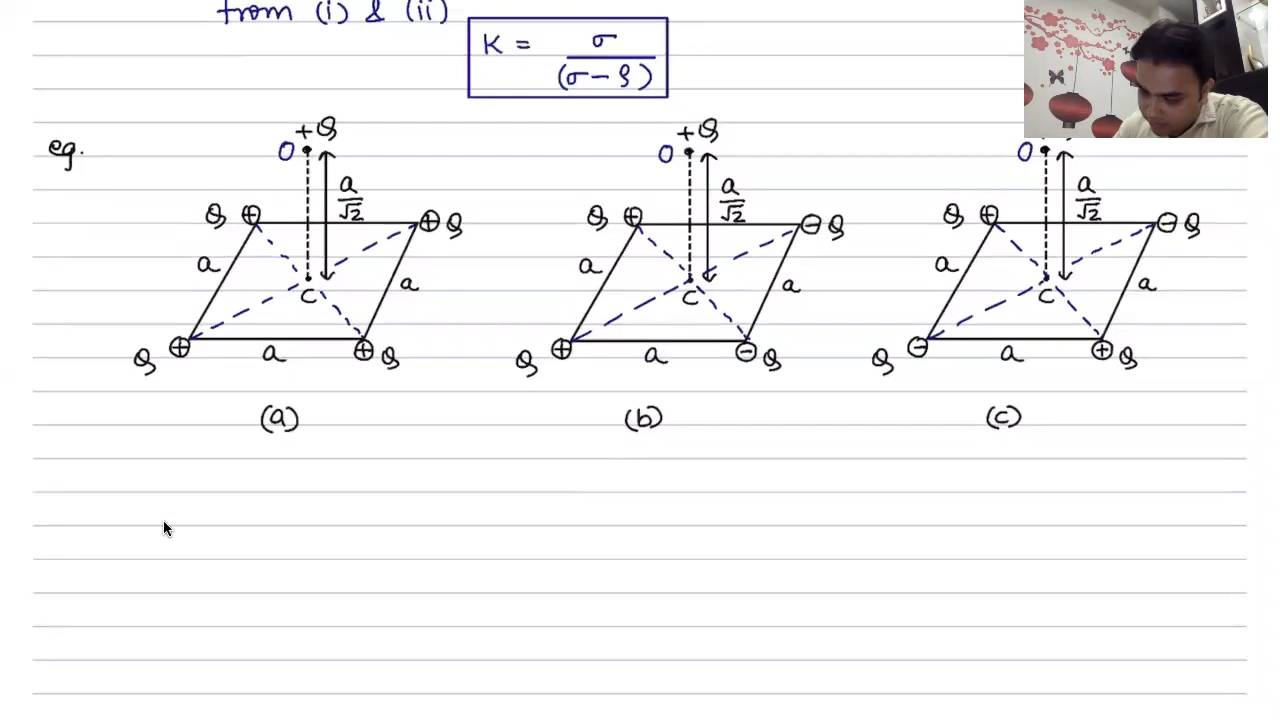 from (i) & (ii)
K = σ / (σ − ρ)
eg.
+Q +Q
O O O
a/√2 a/√2 a/√2
Q ⊕ ⊕ Q Q ⊕ ⊖ Q Q ⊕ ⊖ Q
a a a a a a
C C C
Q ⊕ a ⊕ Q Q ⊕ a ⊖ Q Q ⊖ a ⊕ Q
(a) (b) (c)